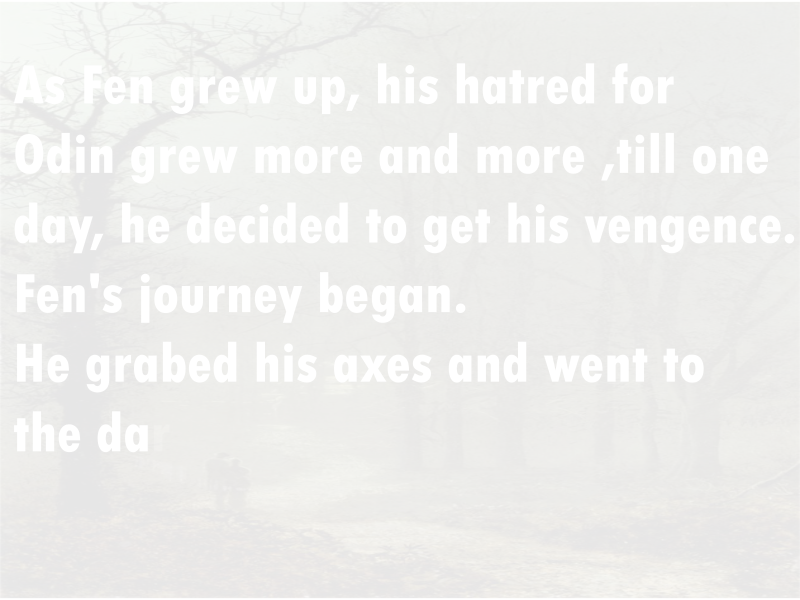 As Fen grew up, his hatred for
Odin grew more and more ,till one
day, he decided to get his vengence.
Fen's journey began.
He grabed his axes and went to
the da